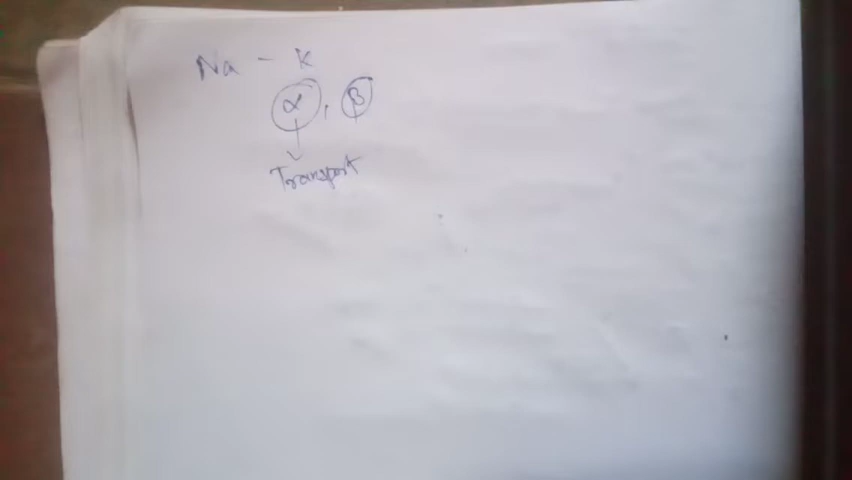 Na - K
α, β
Transport